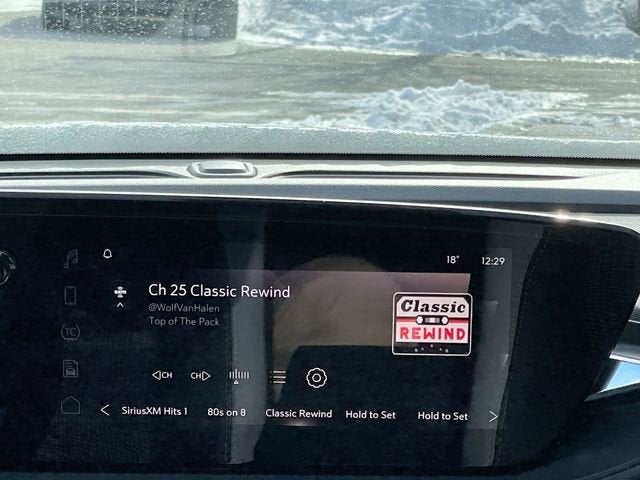 18° 12:29
Ch 25 Classic Rewind
@WolfVanHalen
Top of The Pack
Classic
REWIND
TC
CH CH
SiriusXM Hits 1 80s on 8 Classic Rewind Hold to Set Hold to Set